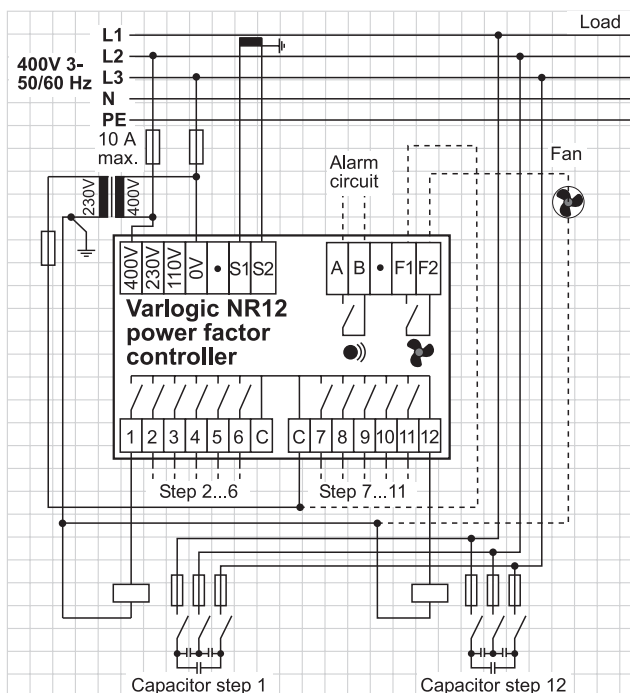 L1
Load
L2
400V 3-
50/60 Hz
L3
N
PE
10 A
max.
Alarm
circuit
Fan
230V
400V
400V
230V
110V
0V
•
S1
S2
A
B
•
F1
F2
Varlogic NR12
power factor
controller
1
2
3
4
5
6
C
C
7
8
9
10
11
12
Step 2...6
Step 7...11
Capacitor step 1
Capacitor step 12